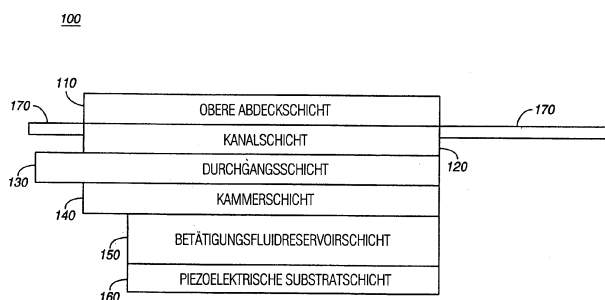 100
110
170
OBERE ABDECKSCHICHT
170
KANALSCHICHT
DURCHGANGSSCHICHT
130
120
KAMMERSCHICHT
140
BETÄTIGUNGSFLUIDRESERVOIRSCHICHT
150
PIEZOELEKTRISCHE SUBSTRATSCHICHT
160